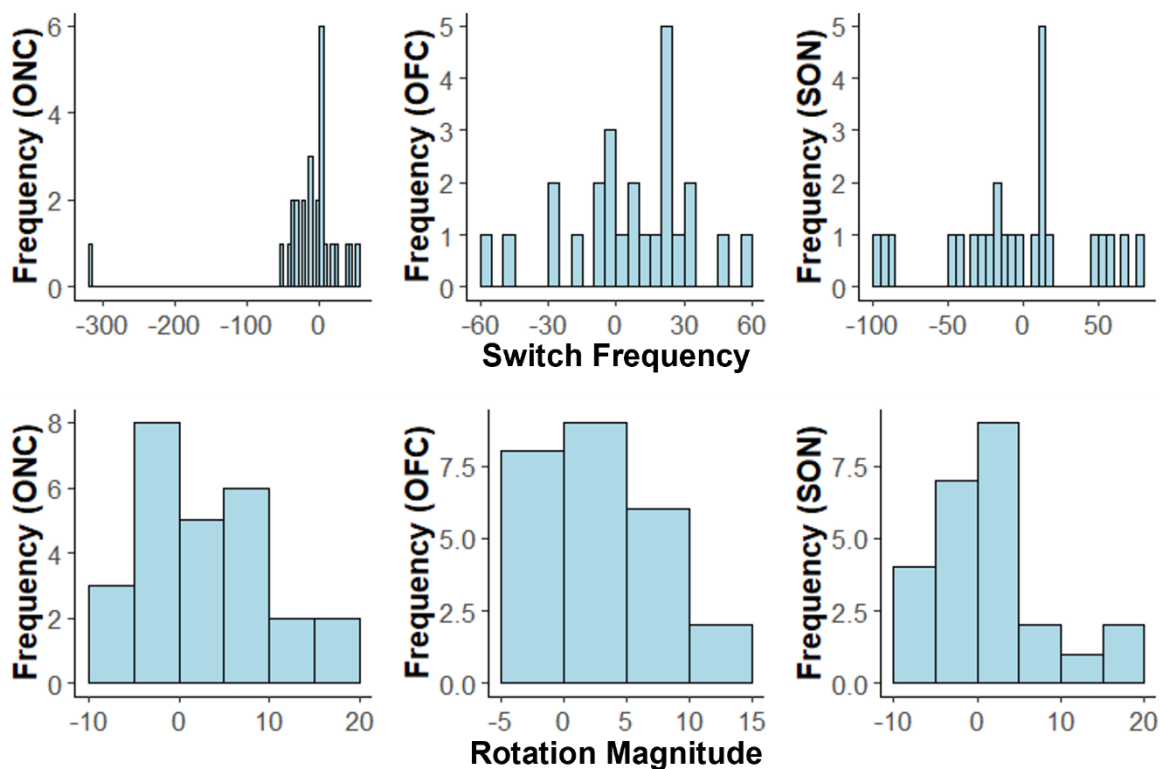 Frequency (ONC)
6
4
2
0
-300 -200 -100 0
Frequency (OFC)
5
4
3
2
1
0
-60 -30 0 30 60
Frequency (SON)
5
4
3
2
1
0
-100 -50 0 50
Switch Frequency
Frequency (ONC)
8
6
4
2
0
-10 0 10 20
Frequency (OFC)
7.5
5.0
2.5
0.0
-5 0 5 10 15
Frequency (SON)
7.5
5.0
2.5
0.0
-10 0 10 20
Rotation Magnitude